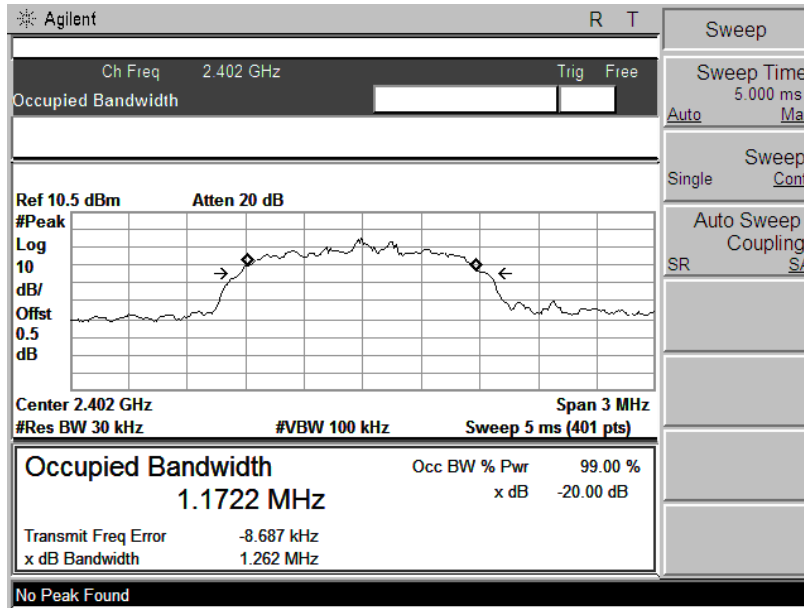 Agilent R T
Ch Freq 2.402 GHz Trig Free
Occupied Bandwidth
Ref 10.5 dBm Atten 20 dB
#Peak
Log
10
dB/
Offst
0.5
dB
Center 2.402 GHz Span 3 MHz
#Res BW 30 kHz #VBW 100 kHz Sweep 5 ms (401 pts)
Occupied Bandwidth Occ BW % Pwr 99.00 %
1.1722 MHz x dB -20.00 dB
Transmit Freq Error -8.687 kHz
x dB Bandwidth 1.262 MHz
No Peak Found
Sweep
Sweep Time
5.000 ms
Auto Ma
Sweep
Single Cont
Auto Sweep
Coupling
SR SA